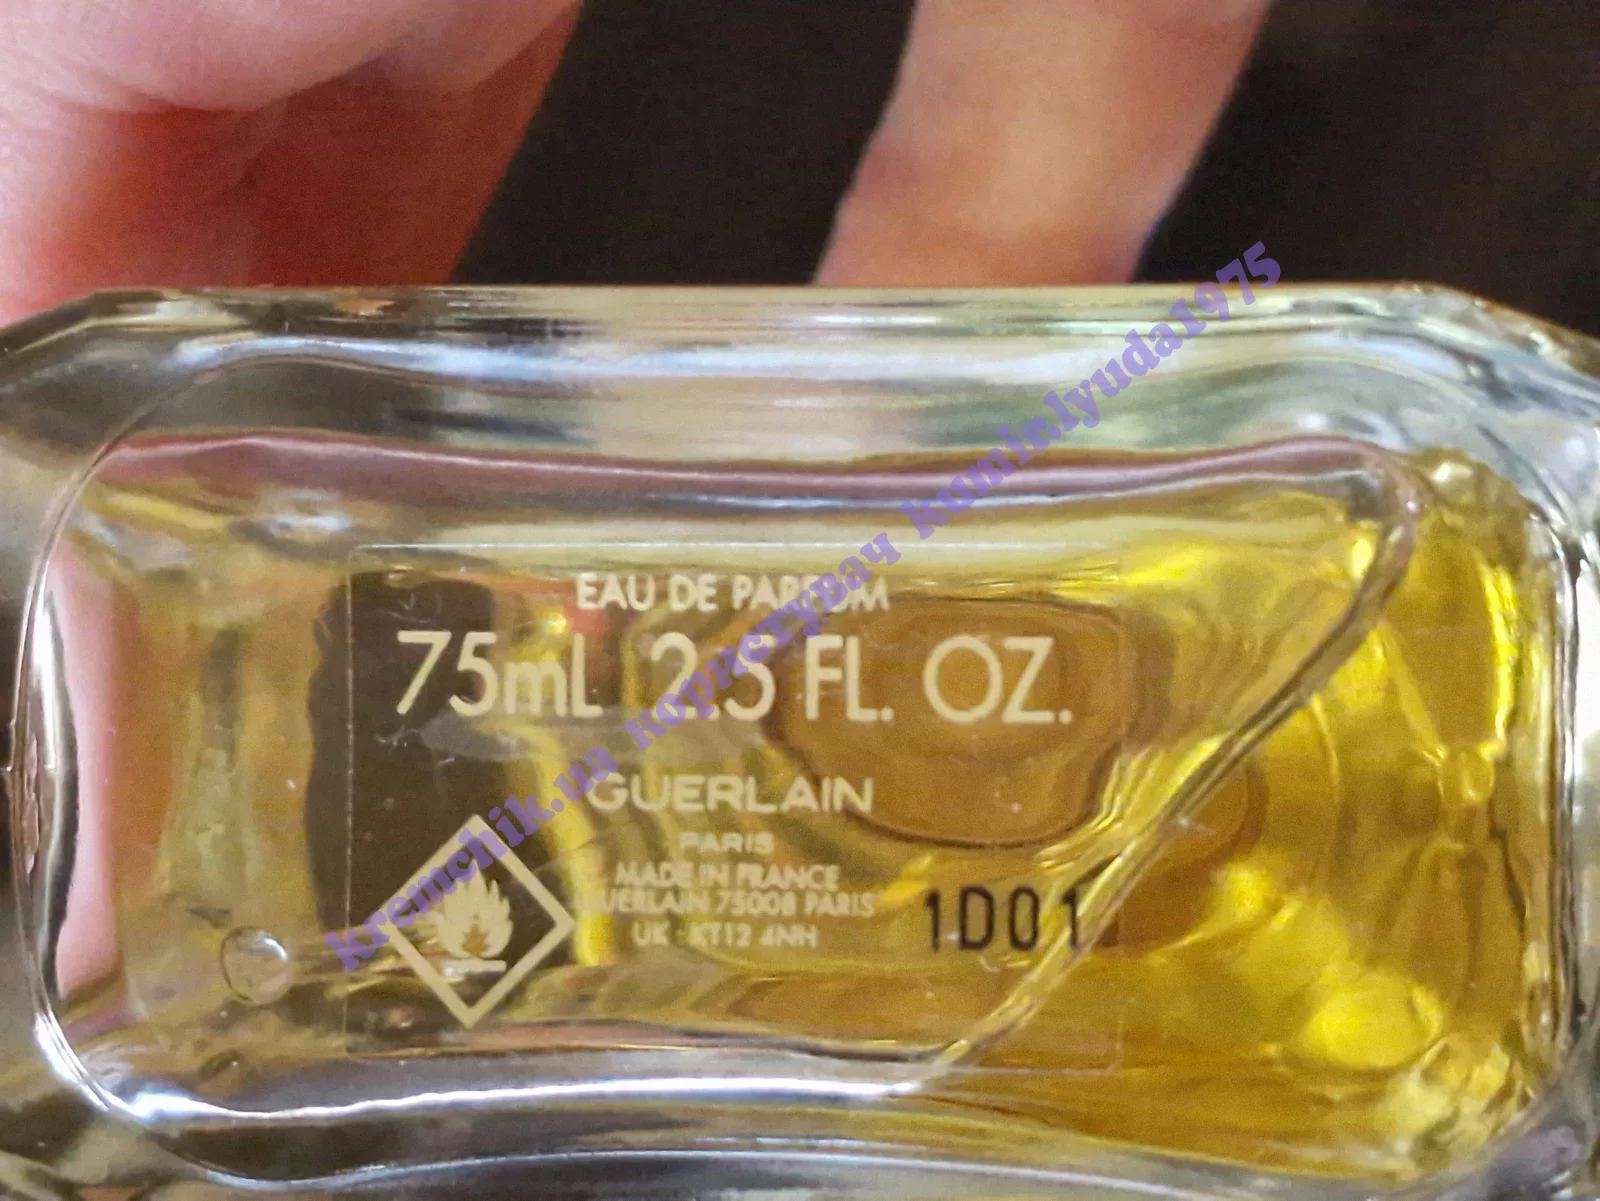 EAU DE PARFUM
75mL 2.5 FL. OZ.
GUERLAIN
PARIS
MADE IN FRANCE
GUERLAIN 75008 PARIS
UK - KT12 4NH
1D01
kremchik.ua користувач kumir.lyuda1975